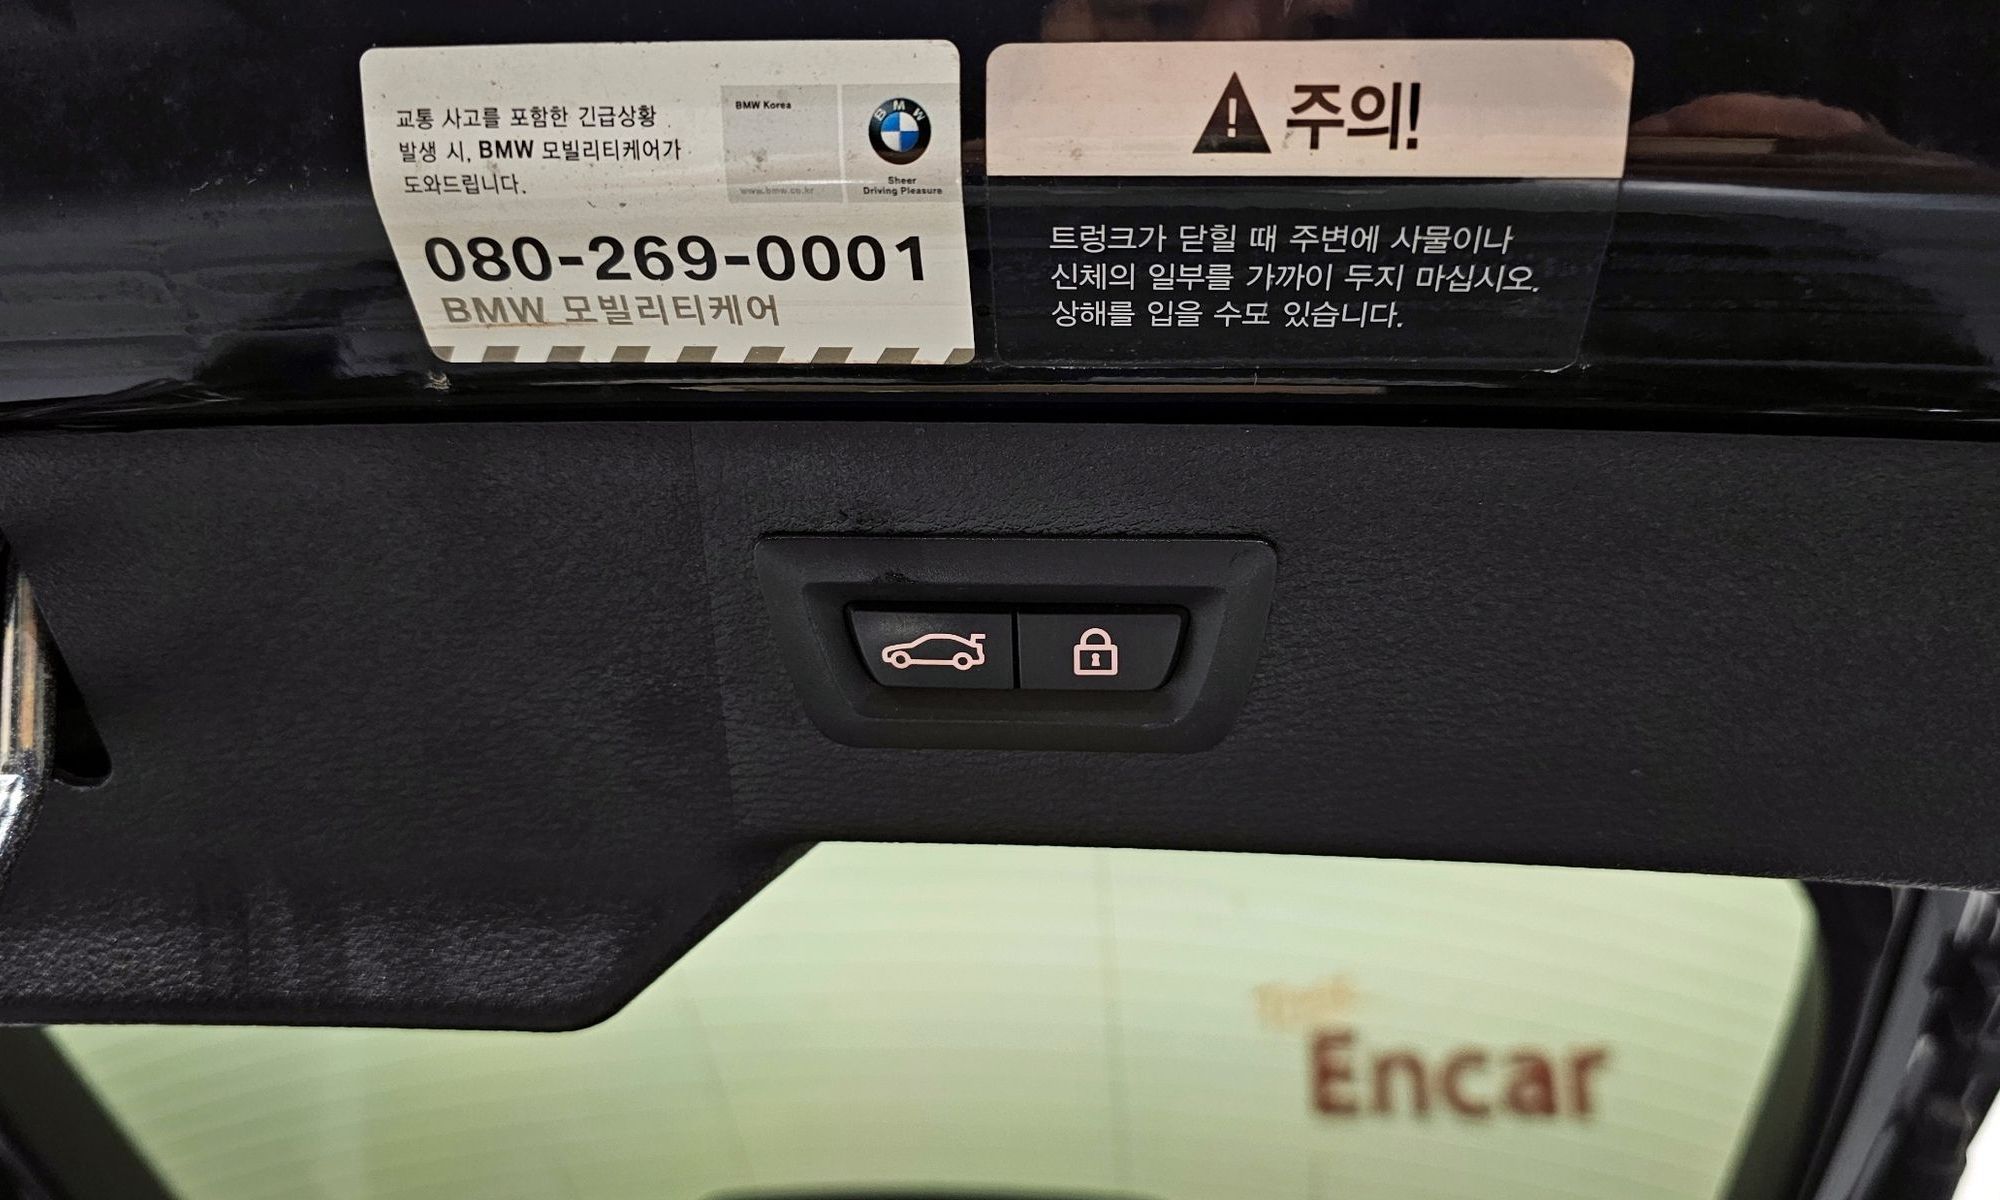 교통 사고를 포함한 긴급상황
발생 시, BMW 모빌리티케어가
도와드립니다.
BMW Korea
www.bmw.co.kr
BMW
Sheer
Driving Pleasure
080-269-0001
BMW 모빌리티케어
주의!
트렁크가 닫힐 때 주변에 사물이나
신체의 일부를 가까이 두지 마십시오.
상해를 입을 수도 있습니다.
Encar